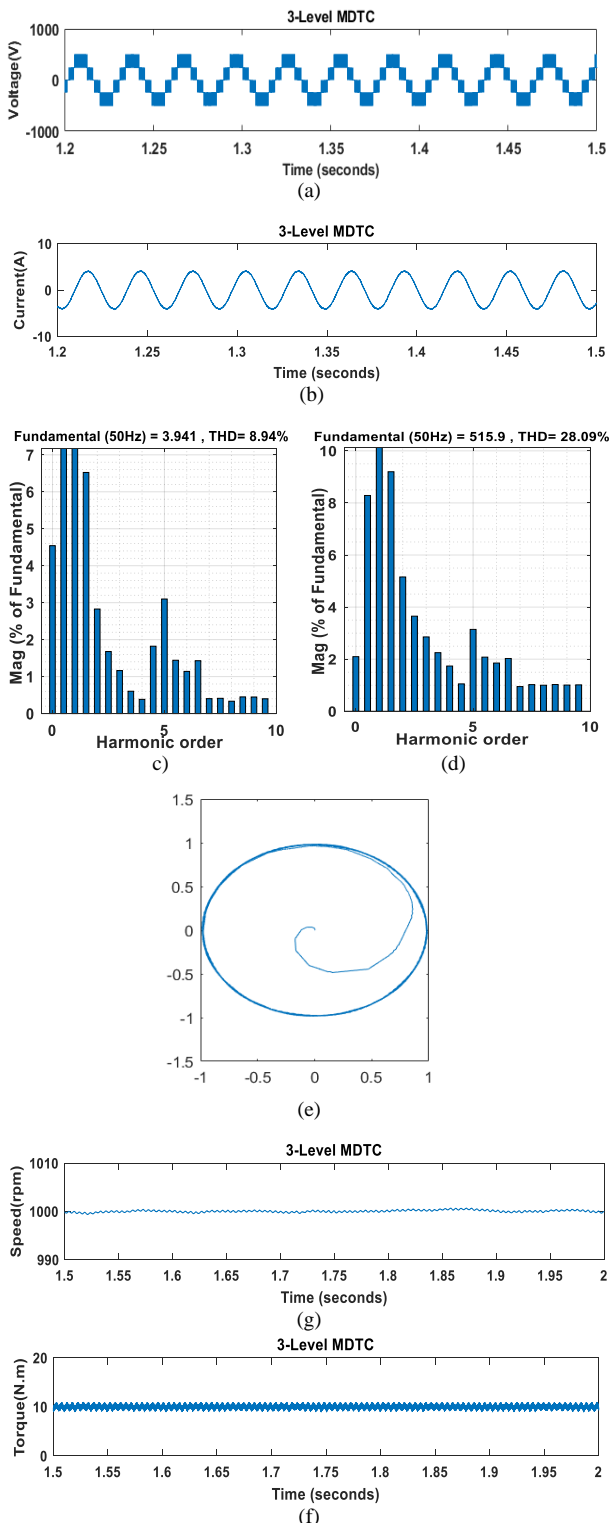 3-Level MDTC
Voltage(V)
1000
0
-1000
1.2 1.25 1.3 1.35 1.4 1.45 1.5
Time (seconds)
(a)
3-Level MDTC
Current(A)
10
0
-10
1.2 1.25 1.3 1.35 1.4 1.45 1.5
Time (seconds)
(b)
Fundamental (50Hz) = 3.941 , THD= 8.94%
Mag (% of Fundamental)
7
6
5
4
3
2
1
0
0 5 10
Harmonic order
c)
Fundamental (50Hz) = 515.9 , THD= 28.09%
Mag (% of Fundamental)
10
8
6
4
2
0
0 5 10
Harmonic order
(d)
1.5
1
0.5
0
-0.5
-1
-1.5
-1 -0.5 0 0.5 1
(e)
3-Level MDTC
Speed(rpm)
1010
1000
990
1.5 1.55 1.6 1.65 1.7 1.75 1.8 1.85 1.9 1.95 2
Time (seconds)
(g)
3-Level MDTC
Torque(N.m)
20
10
0
1.5 1.55 1.6 1.65 1.7 1.75 1.8 1.85 1.9 1.95 2
Time (seconds)
(f)